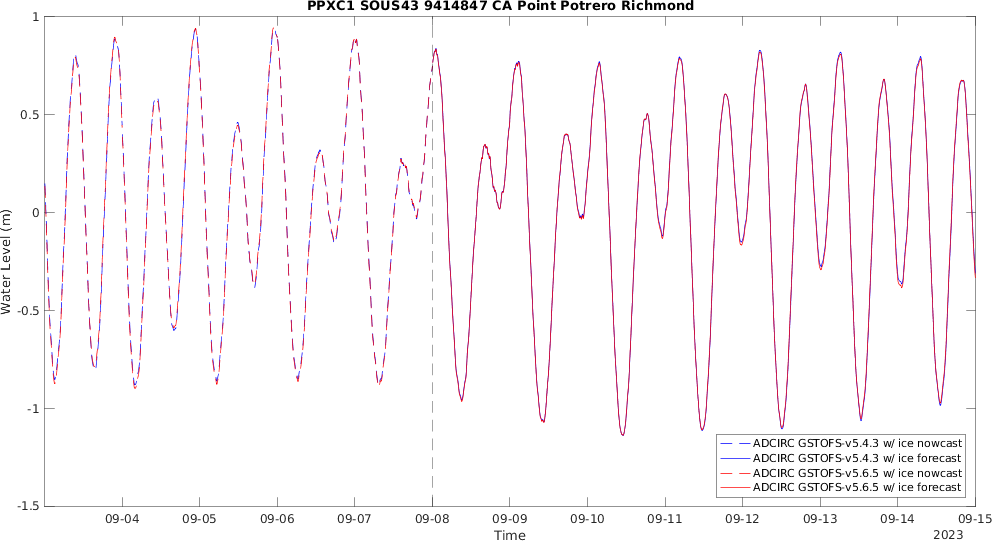 PPXC1 SOUS43 9414847 CA Point Potrero Richmond
1
0.5
0
-0.5
-1
-1.5
Water Level (m)
ADCIRC GSTOFS-v5.4.3 w/ ice nowcast
ADCIRC GSTOFS-v5.4.3 w/ ice forecast
ADCIRC GSTOFS-v5.6.5 w/ ice nowcast
ADCIRC GSTOFS-v5.6.5 w/ ice forecast
09-04 09-05 09-06 09-07 09-08 09-09 09-10 09-11 09-12 09-13 09-14 09-15
Time
2023